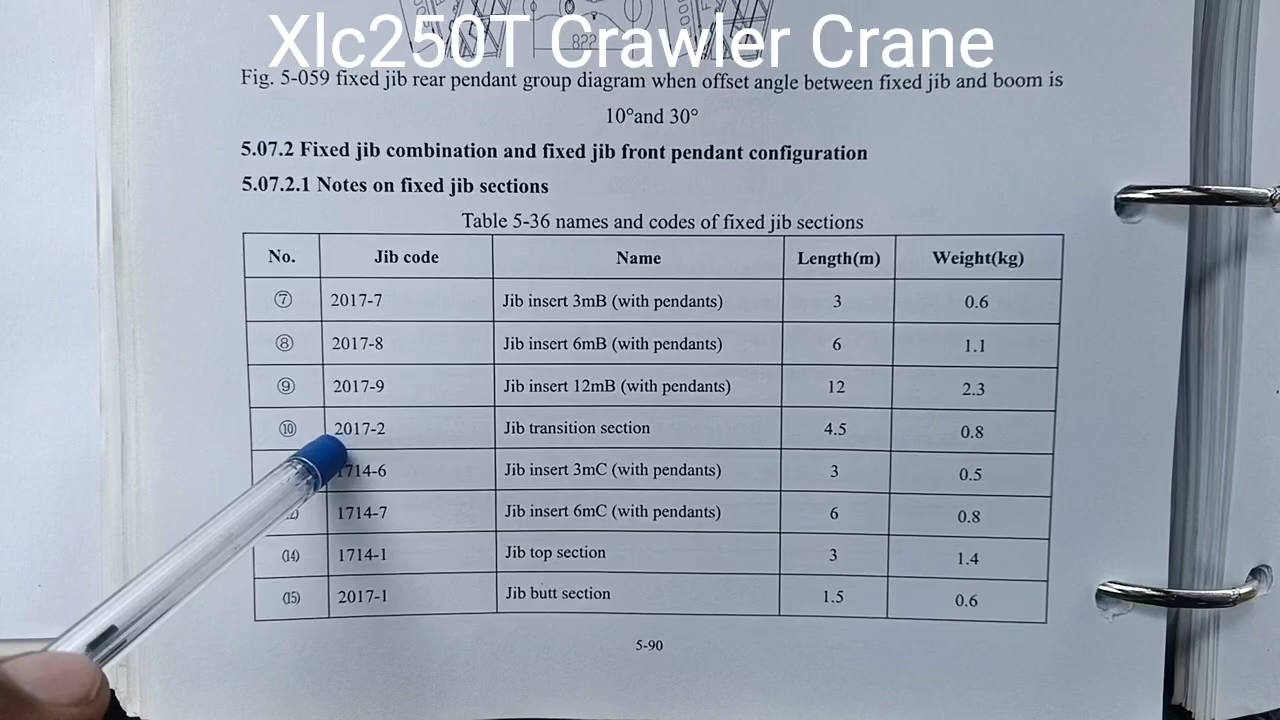 Xlc250T Crawler Crane
822
Fig. 5-059 fixed jib rear pendant group diagram when offset angle between fixed jib and boom is
10°and 30°
5.07.2 Fixed jib combination and fixed jib front pendant configuration
5.07.2.1 Notes on fixed jib sections
Table 5-36 names and codes of fixed jib sections
No. Jib code Name Length(m) Weight(kg)
⑦ 2017-7 Jib insert 3mB (with pendants) 3 0.6
⑧ 2017-8 Jib insert 6mB (with pendants) 6 1.1
⑨ 2017-9 Jib insert 12mB (with pendants) 12 2.3
⑩ 2017-2 Jib transition section 4.5 0.8
1714-6 Jib insert 3mC (with pendants) 3 0.5
1714-7 Jib insert 6mC (with pendants) 6 0.8
⑭ 1714-1 Jib top section 3 1.4
⑮ 2017-1 Jib butt section 1.5 0.6
5-90